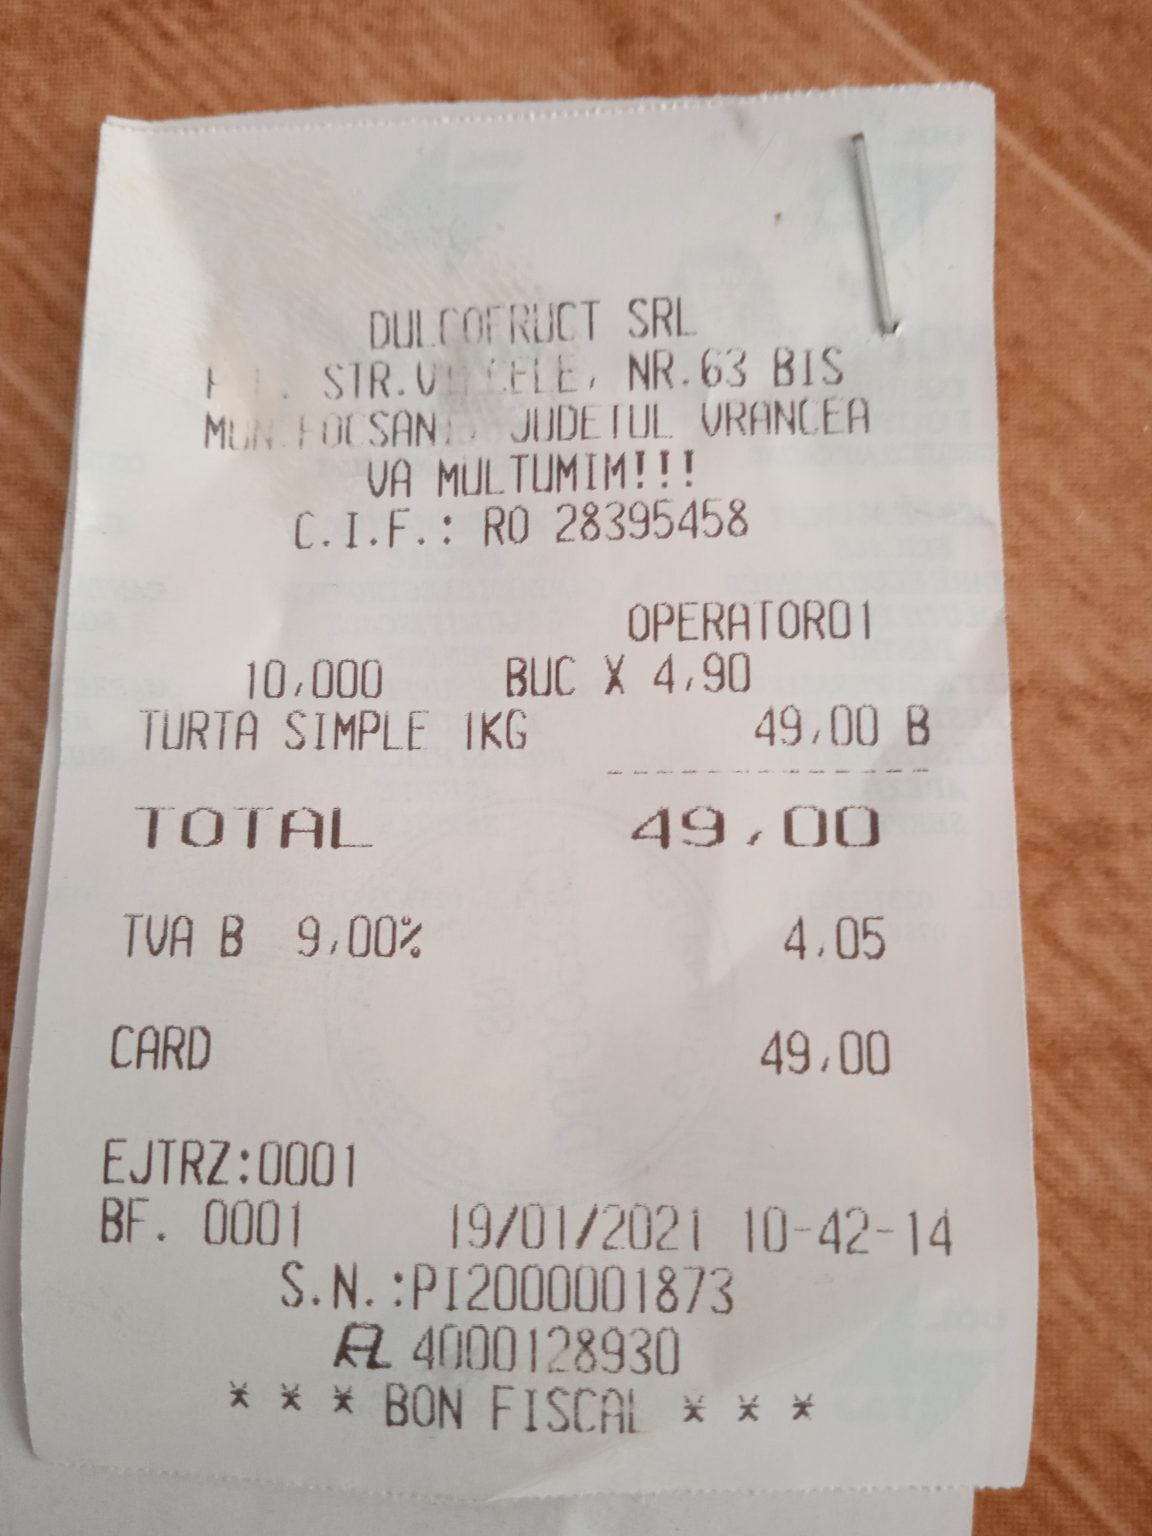 DULCOFRUCT SRL
STR. NR.63 BIS
MUN.FOCSANI, JUDETUL VRANCEA
VA MULTUMIM!!!
C.I.F.: RO 28395458
OPERATOR01
10,000 BUC X 4,90
TURTA SIMPLE 1KG 49,00 B
TOTAL 49,00
TVA B 9,00% 4,05
CARD 49,00
EJTRZ:0001
BF. 0001 19/01/2021 10-42-14
S.N.:PI2000001873
4000128930
* * * BON FISCAL * * *